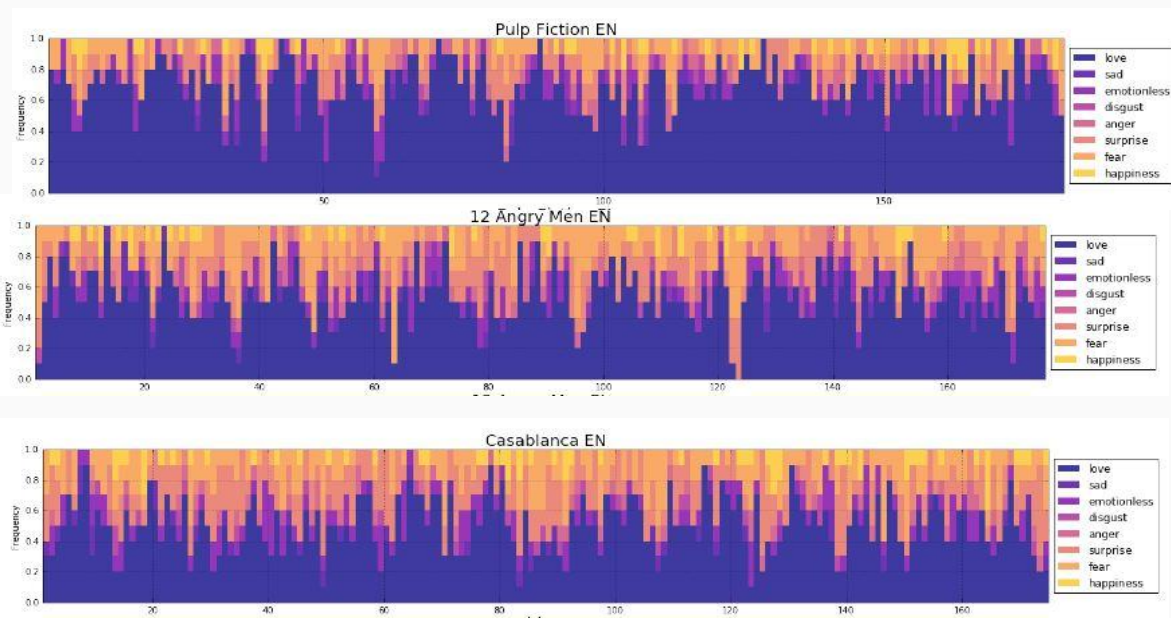 Pulp Fiction EN
1.0
0.8
0.6
0.4
0.2
0.0
Frequency
50
100
150
love
sad
emotionless
disgust
anger
surprise
fear
happiness
12 Angry Men EN
1.0
0.8
0.6
0.4
0.2
0.0
Frequency
20
40
60
80
100
120
140
160
love
sad
emotionless
disgust
anger
surprise
fear
happiness
Casablanca EN
1.0
0.8
0.6
0.4
0.2
0.0
Frequency
20
40
60
80
100
120
140
160
love
sad
emotionless
disgust
anger
surprise
fear
happiness